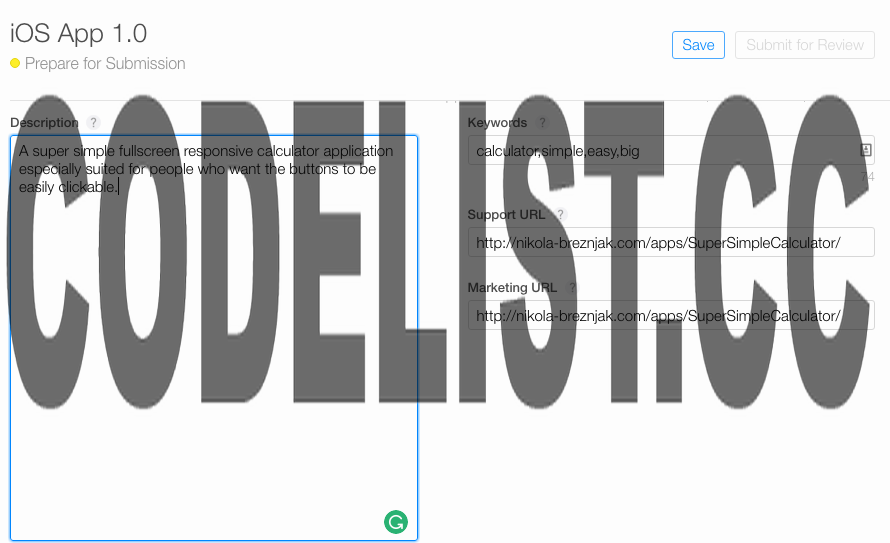 iOS App 1.0
Prepare for Submission
Save
Submit for Review
Description ?
A super simple fullscreen responsive calculator application
especially suited for people who want the buttons to be
easily clickable.
Keywords ?
calculator,simple,easy,big
74
Support URL ?
http://nikola-breznjak.com/apps/SuperSimpleCalculator/
Marketing URL ?
http://nikola-breznjak.com/apps/SuperSimpleCalculator/
CODELIST.CC